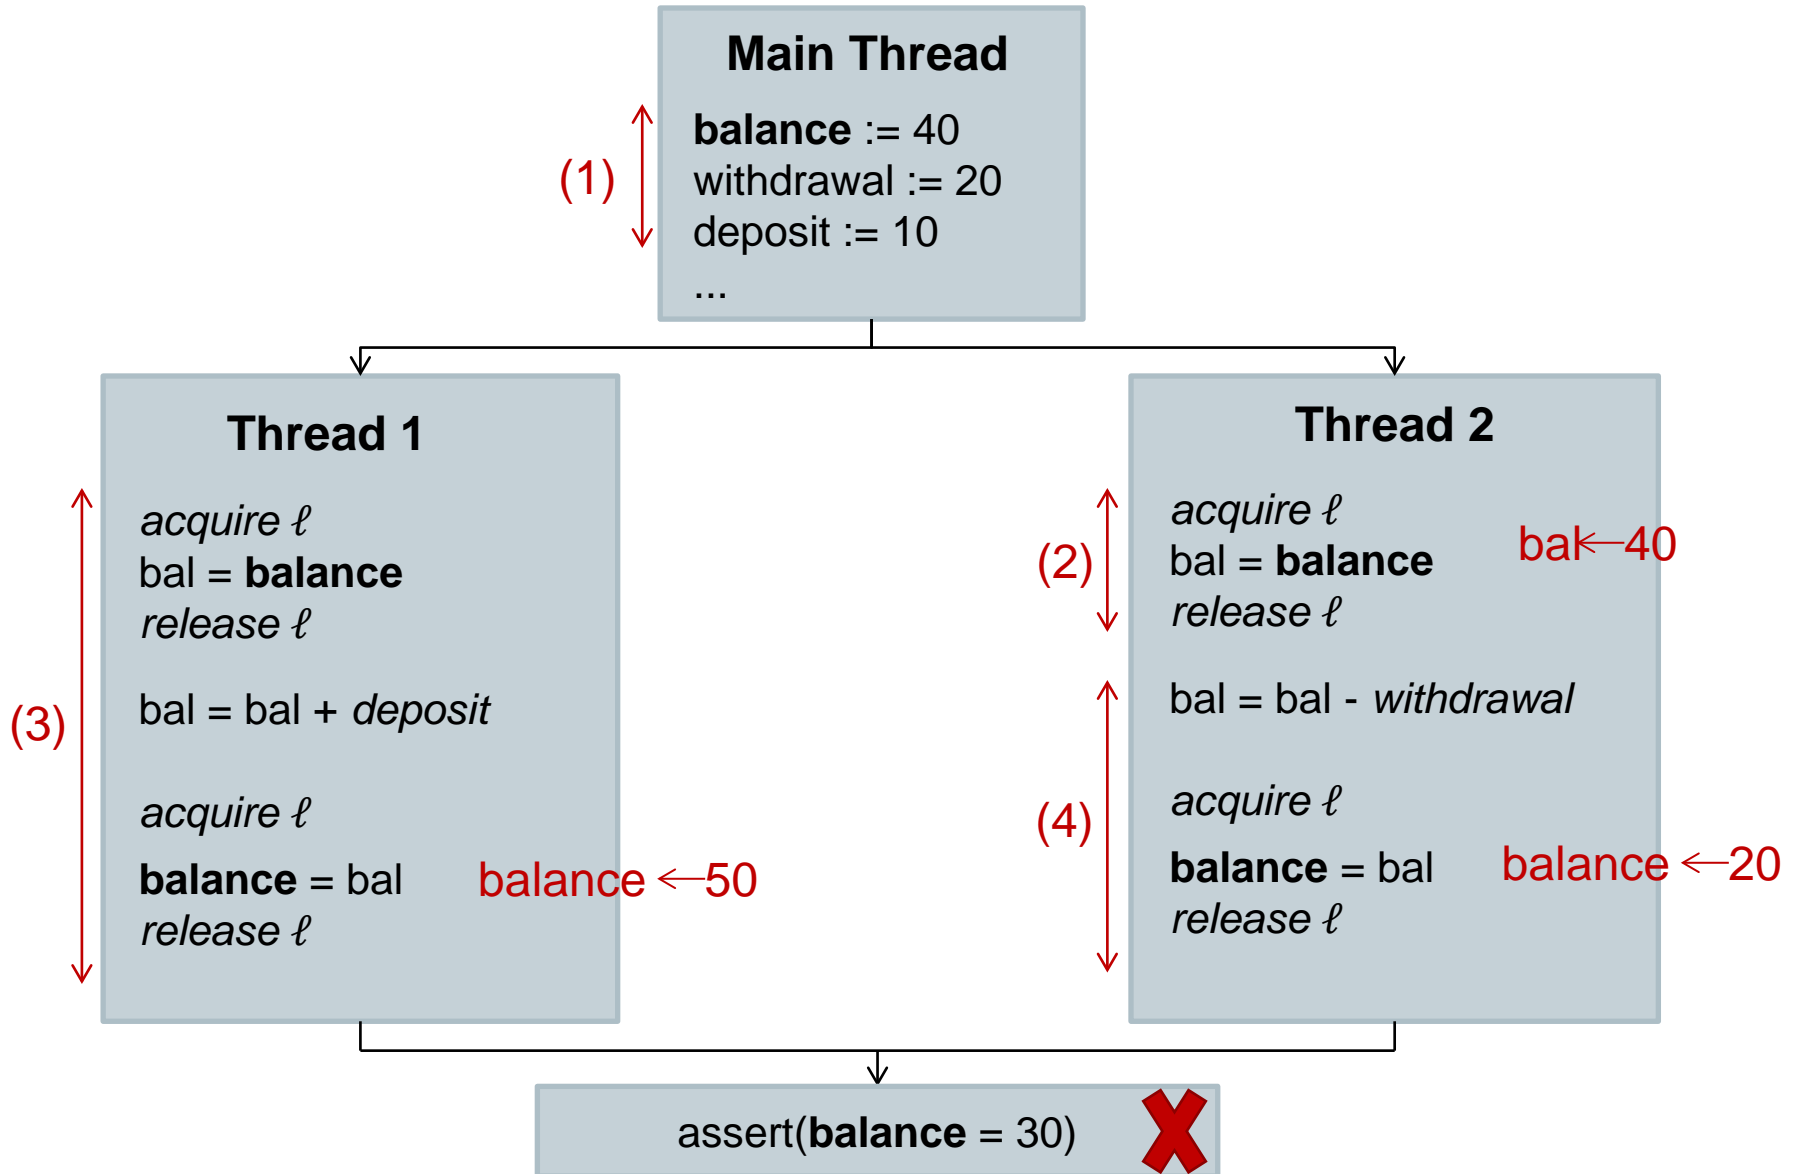 Main Thread
(1)
balance := 40
withdrawal := 20
deposit := 10
...
Thread 1
(3)
acquire ℓ
bal = balance
release ℓ
bal = bal + deposit
acquire ℓ
balance = bal balance ←50
release ℓ
Thread 2
(2)
acquire ℓ
bal = balance bal←40
release ℓ
(4)
bal = bal - withdrawal
acquire ℓ
balance = bal balance ←20
release ℓ
assert(balance = 30)